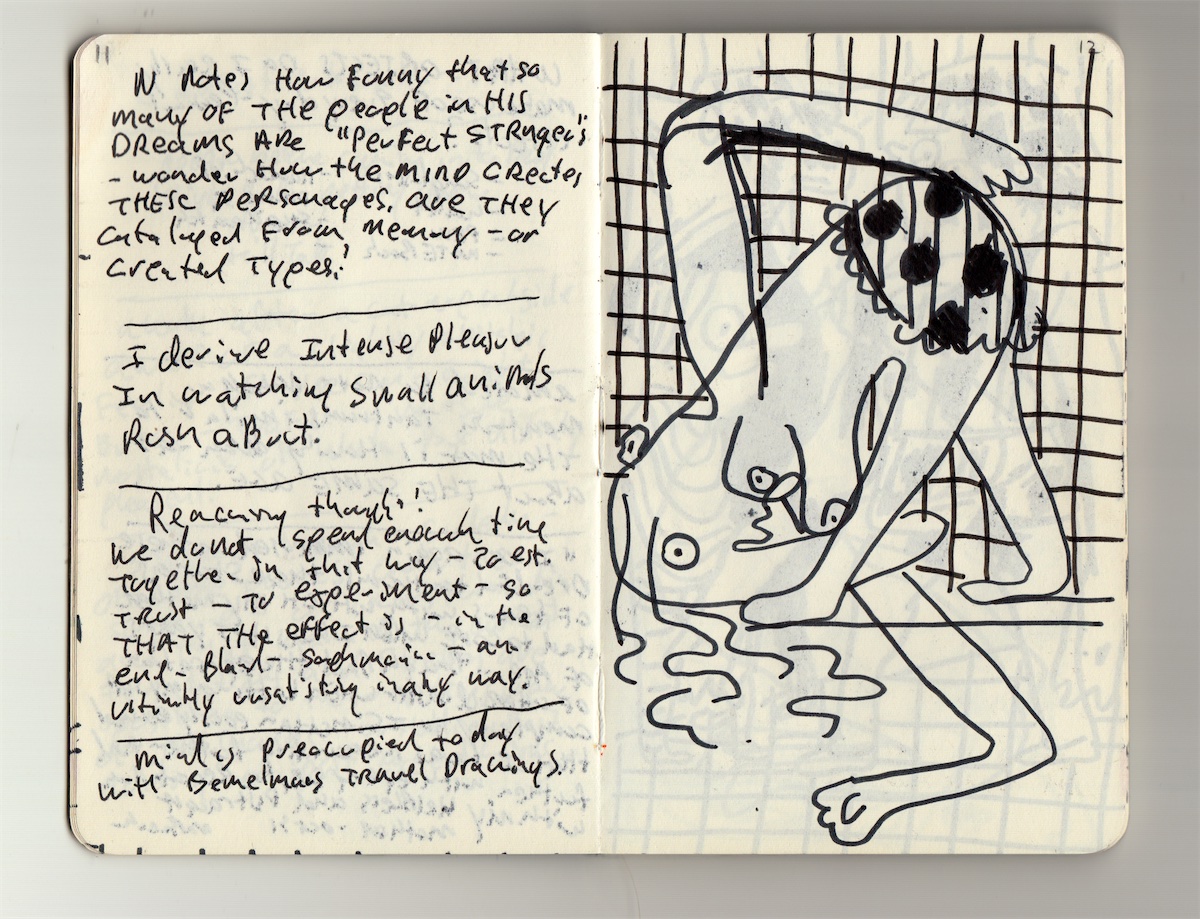 11
N Notes How Funny that so
many OF THE people in HIS
DReams ARe "PerFect STRNgers"
- wonder How the MIND Creates
THESE Personages. are THEY
Cataloged From Memory - or
Created Types?
I derive Intense Pleasure
In watching Small animals
Rush aBout.
Reaccuring thought!
we do not spend enough time
Together in that way - To est.
Trust - To experiment - so
THAT THE effect is - in the
end - an
ultimately unsatisfying in any way.
Mind is Preoccupied today
with Bemelmans Travel Drawings.
12